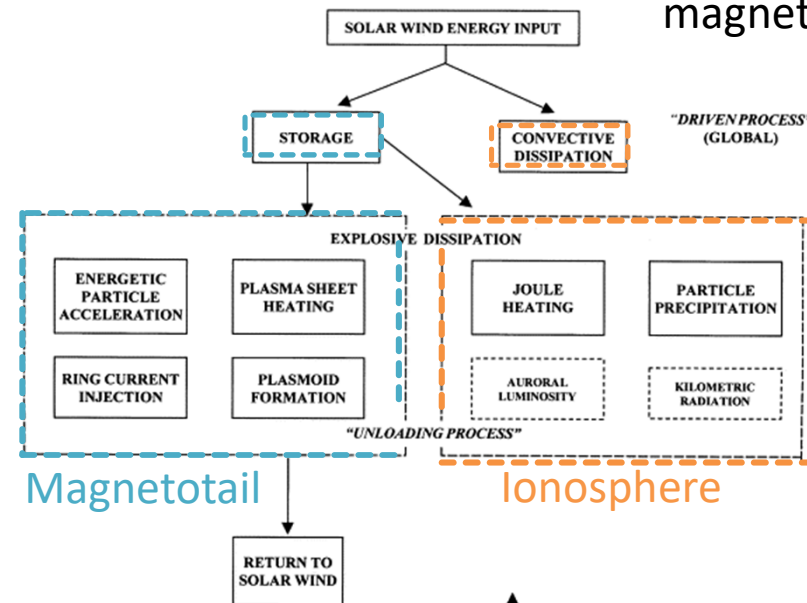 magnet
SOLAR WIND ENERGY INPUT
STORAGE
CONVECTIVE
DISSIPATION
"DRIVEN PROCESS"
(GLOBAL)
EXPLOSIVE DISSIPATION
ENERGETIC
PARTICLE
ACCELERATION
PLASMA SHEET
HEATING
JOULE
HEATING
PARTICLE
PRECIPITATION
RING CURRENT
INJECTION
PLASMOID
FORMATION
AURORAL
LUMINOSITY
KILOMETRIC
RADIATION
"UNLOADING PROCESS"
Magnetotail
Ionosphere
RETURN TO
SOLAR WIND